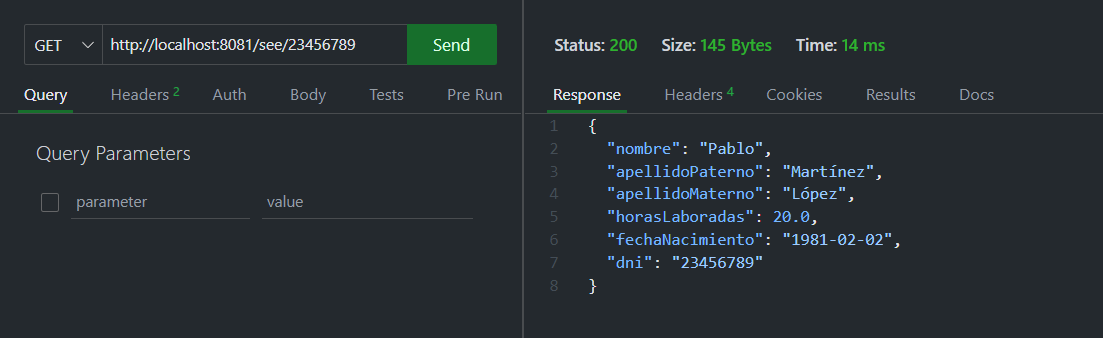 GET http://localhost:8081/see/23456789 Send
Query Headers 2 Auth Body Tests Pre Run
Query Parameters
parameter value
Status: 200 Size: 145 Bytes Time: 14 ms
Response Headers 4 Cookies Results Docs
1 {
2 "nombre": "Pablo",
3 "apellidoPaterno": "Martínez",
4 "apellidoMaterno": "López",
5 "horasLaboradas": 20.0,
6 "fechaNacimiento": "1981-02-02",
7 "dni": "23456789"
8 }